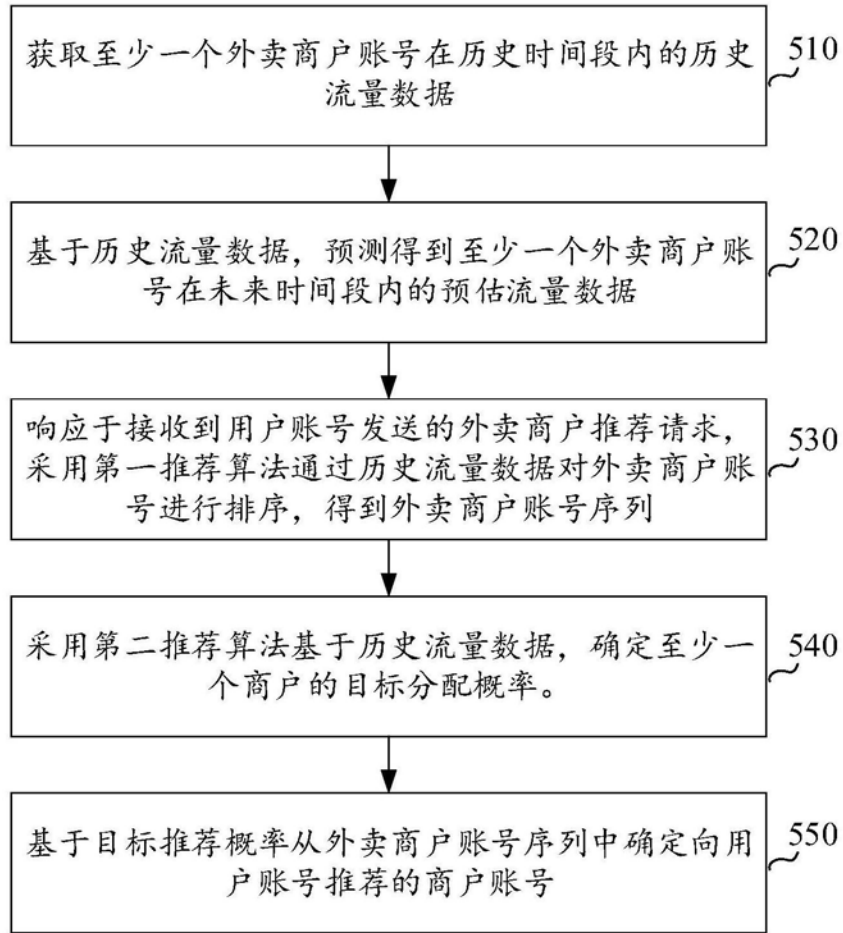 获取至少一个外卖商户账号在历史时间段内的历史
流量数据
510
基于历史流量数据，预测得到至少一个外卖商户账
号在未来时间段内的预估流量数据
520
响应于接收到用户账号发送的外卖商户推荐请求，
采用第一推荐算法通过历史流量数据对外卖商户账
号进行排序，得到外卖商户账号序列
530
采用第二推荐算法基于历史流量数据，确定至少一
个商户的目标分配概率。
540
基于目标推荐概率从外卖商户账号序列中确定向用
户账号推荐的商户账号
550